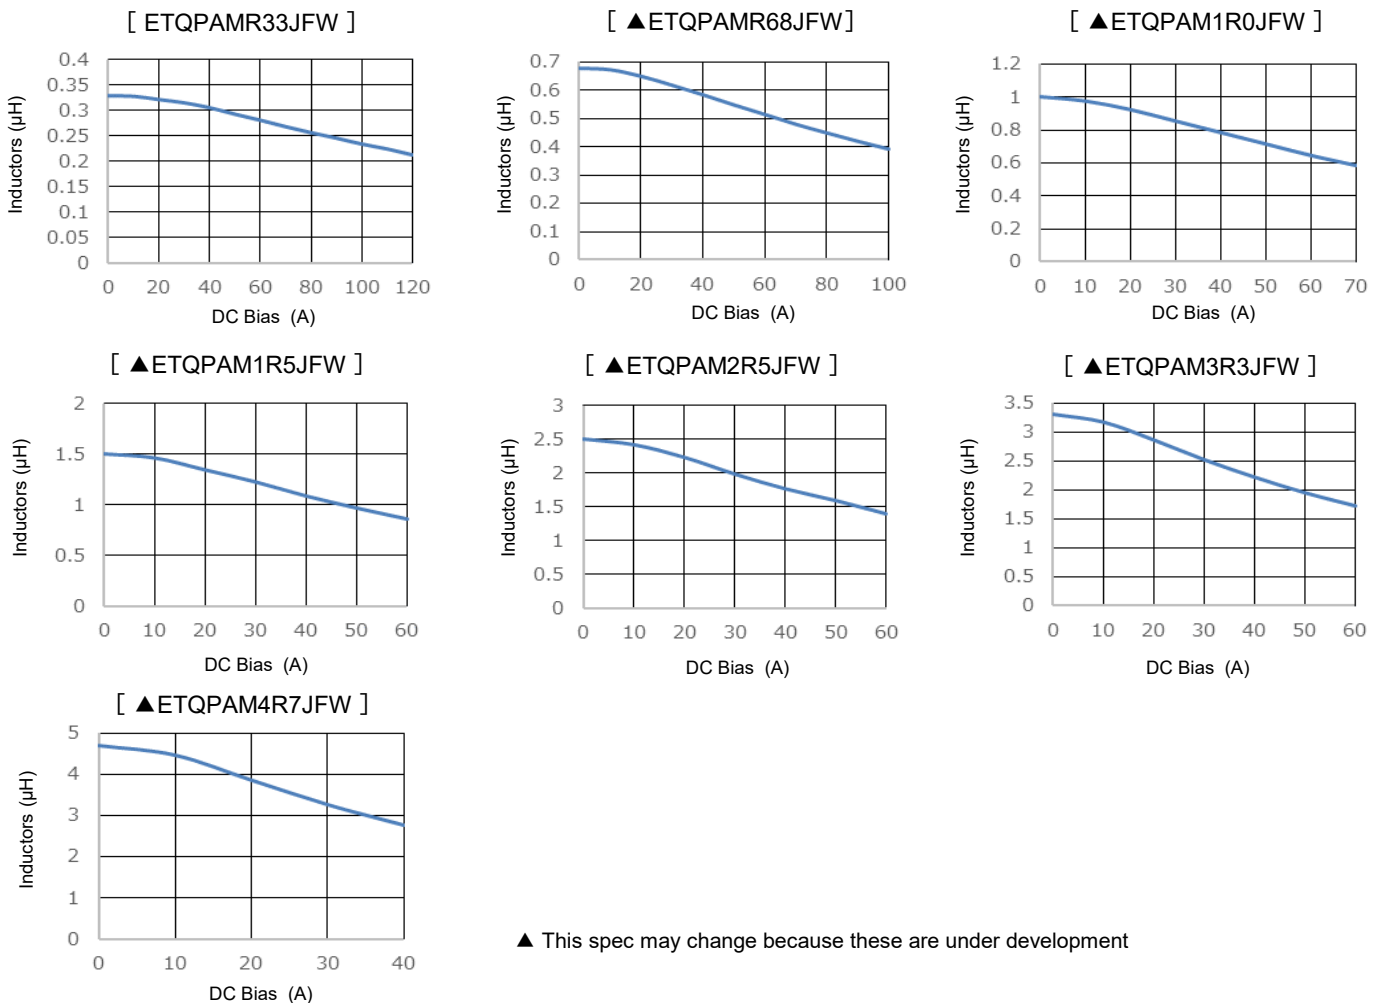 [ ETQPAMR33JFW ]
0.4
0.35
0.3
0.25
0.2
0.15
0.1
0.05
0
Inductors (μH)
0 20 40 60 80 100 120
DC Bias (A)
[ ▲ETQPAMR68JFW]
0.7
0.6
0.5
0.4
0.3
0.2
0.1
0
Inductors (μH)
0 20 40 60 80 100
DC Bias (A)
[ ▲ETQPAM1R0JFW ]
1.2
1
0.8
0.6
0.4
0.2
0
Inductors (μH)
0 10 20 30 40 50 60 70
DC Bias (A)
[ ▲ETQPAM1R5JFW ]
2
1.5
1
0.5
0
Inductors (μH)
0 10 20 30 40 50 60
DC Bias (A)
[ ▲ETQPAM2R5JFW ]
3
2.5
2
1.5
1
0.5
0
Inductors (μH)
0 10 20 30 40 50 60
DC Bias (A)
[ ▲ETQPAM3R3JFW ]
3.5
3
2.5
2
1.5
1
0.5
0
Inductors (μH)
0 10 20 30 40 50 60
DC Bias (A)
[ ▲ETQPAM4R7JFW ]
5
4
3
2
1
0
Inductors (μH)
0 10 20 30 40
DC Bias (A)
▲ This spec may change because these are under development